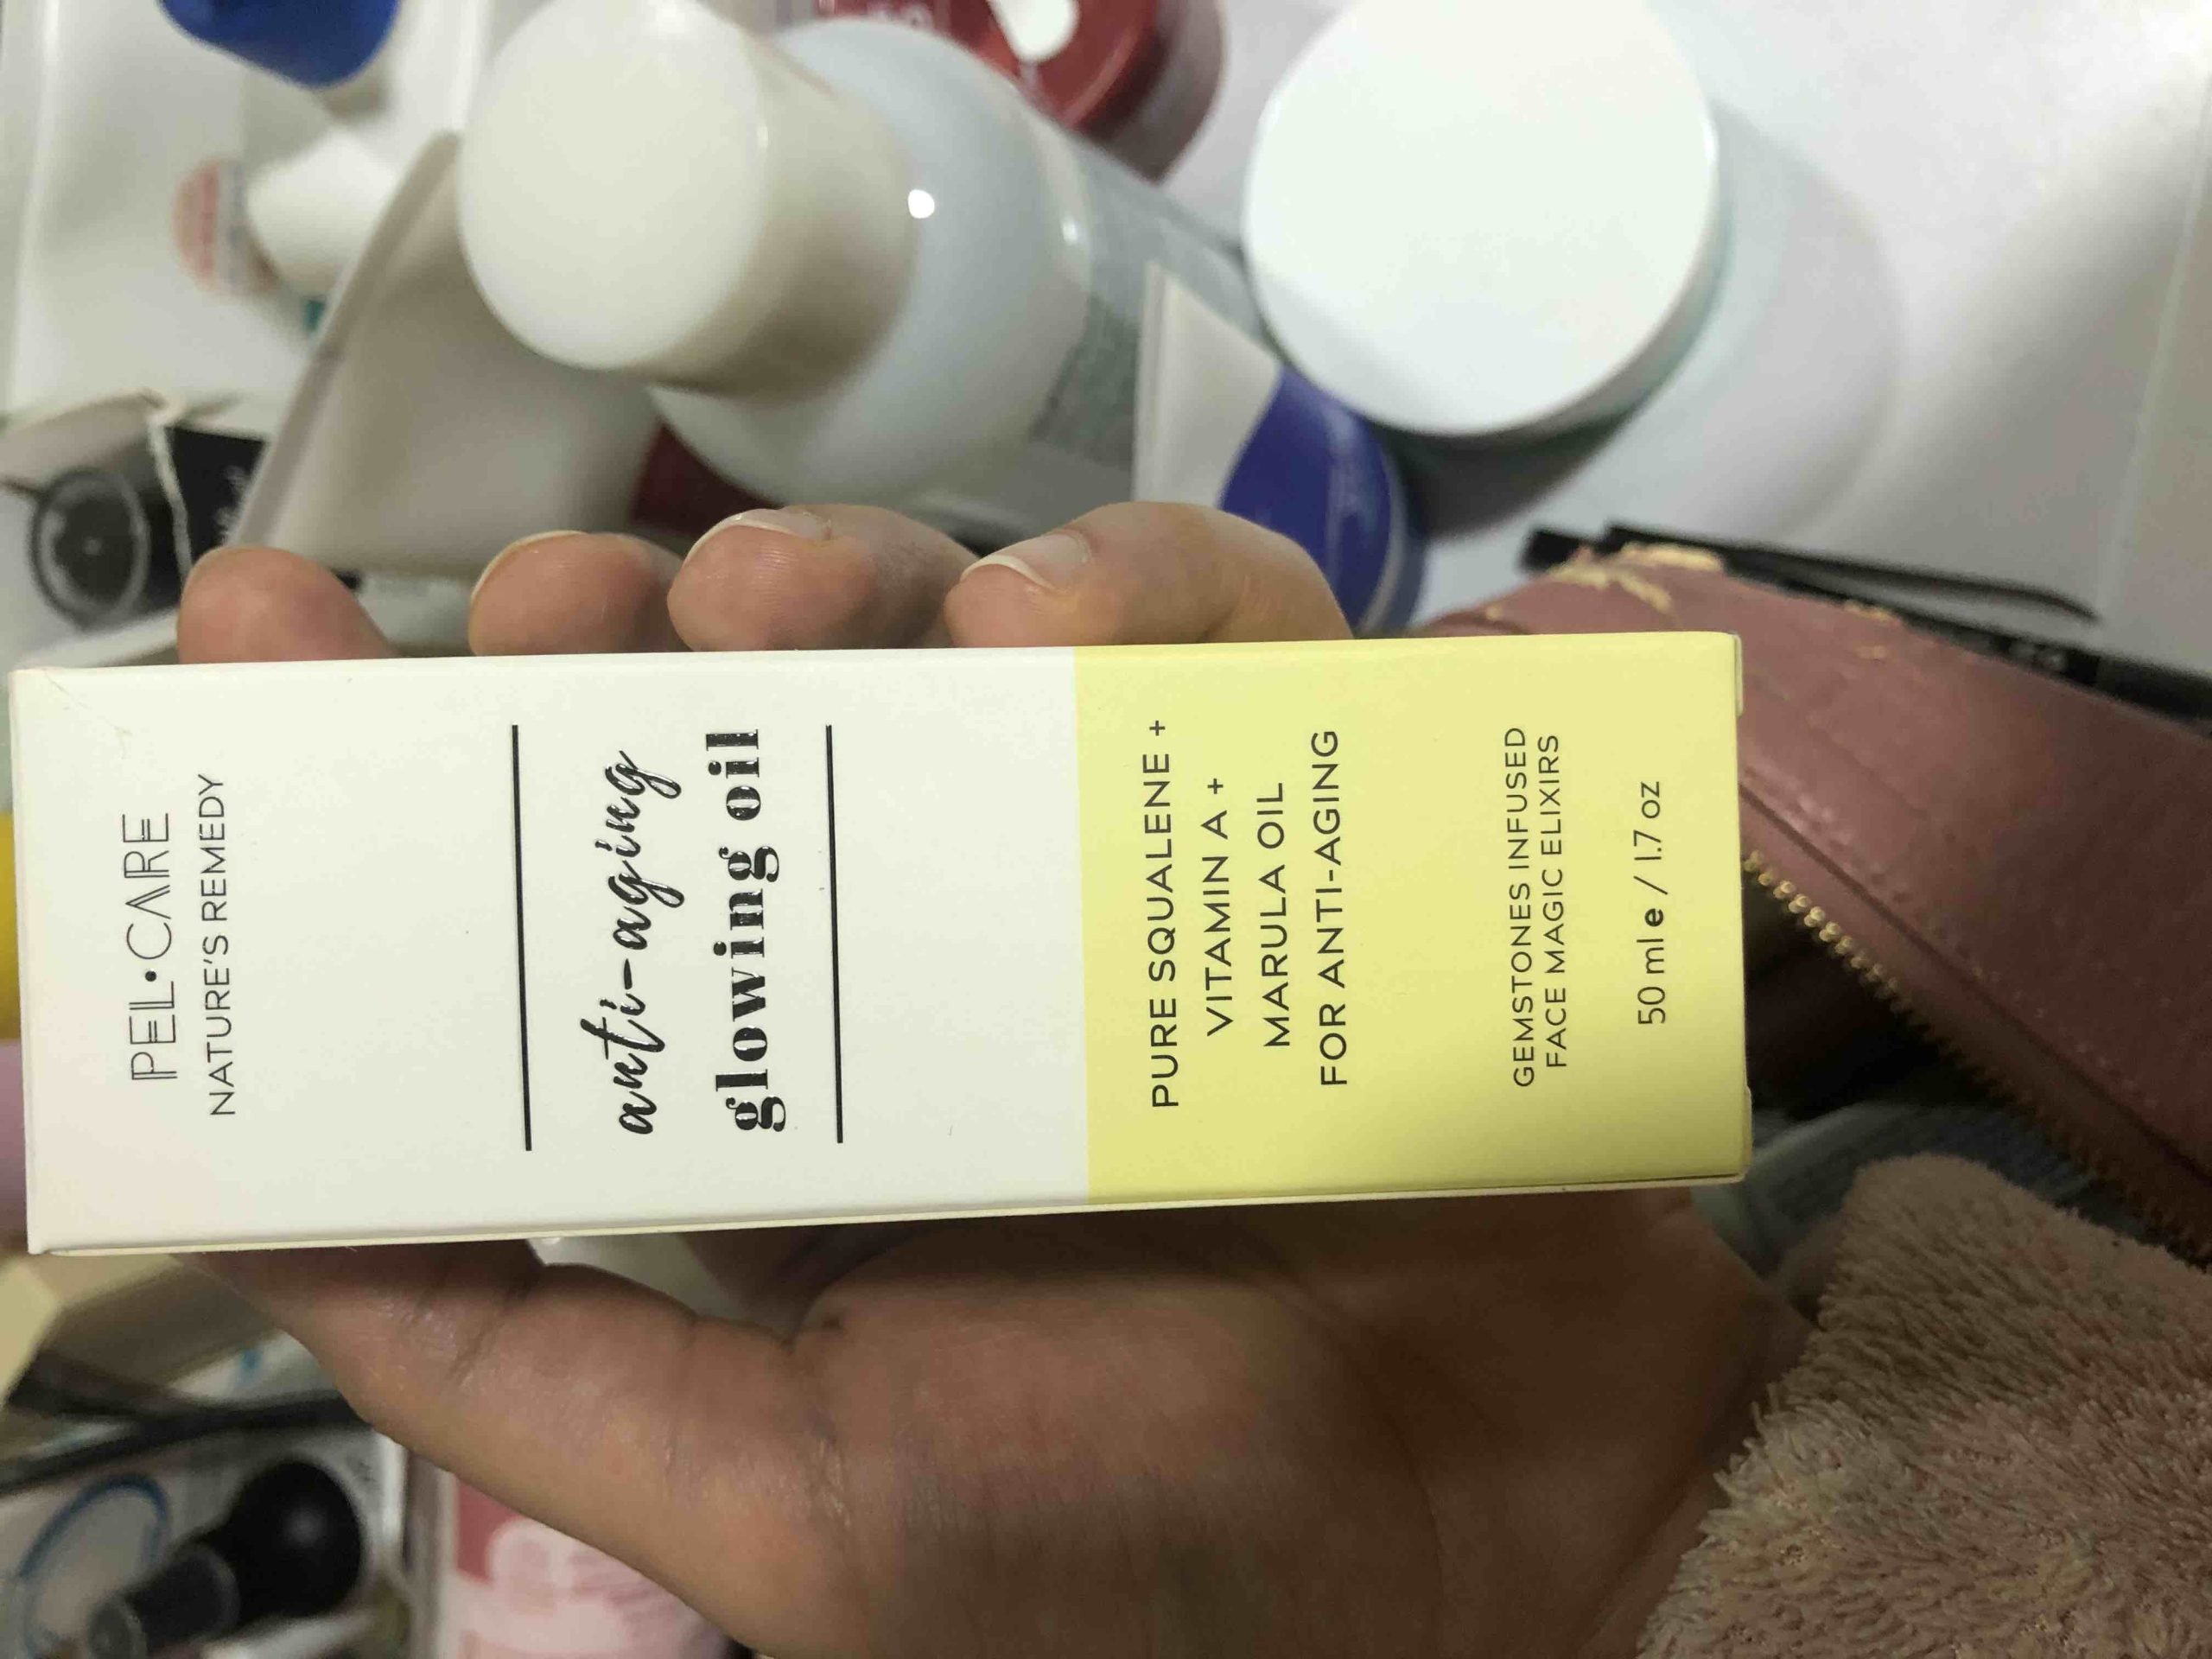 PEL•CARE
NATURE'S REMEDY
anti-aging
glowing oil
PURE SQUALENE +
VITAMIN A +
MARULA OIL
FOR ANTI-AGING
GEMSTONES INFUSED
FACE MAGIC ELIXIRS
50 ml e / 1.7 oz